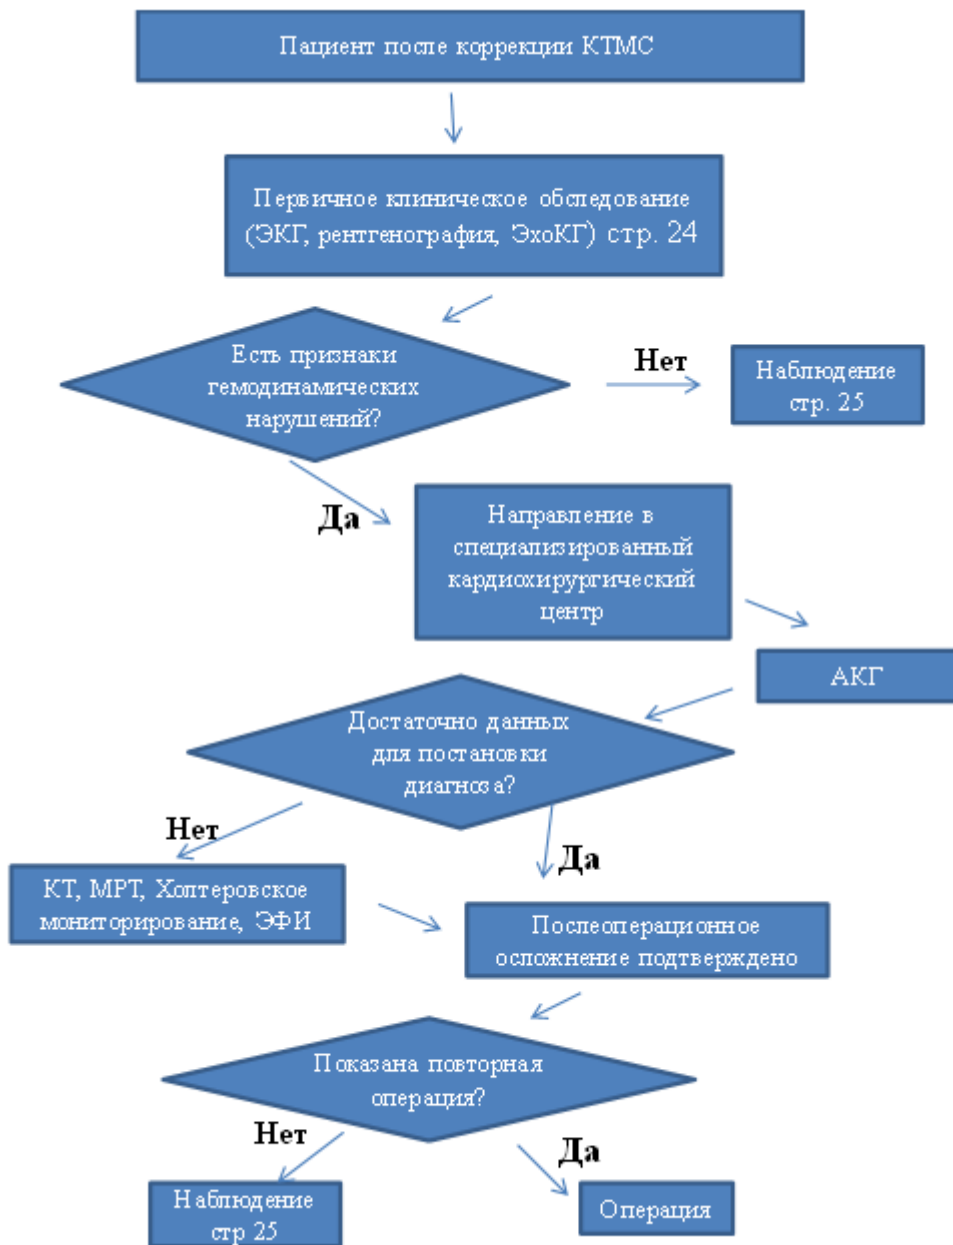 Пациент после коррекции КТМС
Первичное клиническое обследование
(ЭКГ, рентгенография, ЭхоКГ) стр. 24
Есть признаки
гемодинамических
нарушений?
Нет
Наблюдение
стр. 25
Да
Направление в
специализированный
кардиохирургический
центр
АКГ
Достаточно данных
для постановки
диагноза?
Нет
Да
КТ, МРТ, Холтеровское
мониторирование, ЭФИ
Послеоперационное
осложнение подтверждено
Показана повторная
операция?
Нет
Да
Наблюдение
стр 25
Операция